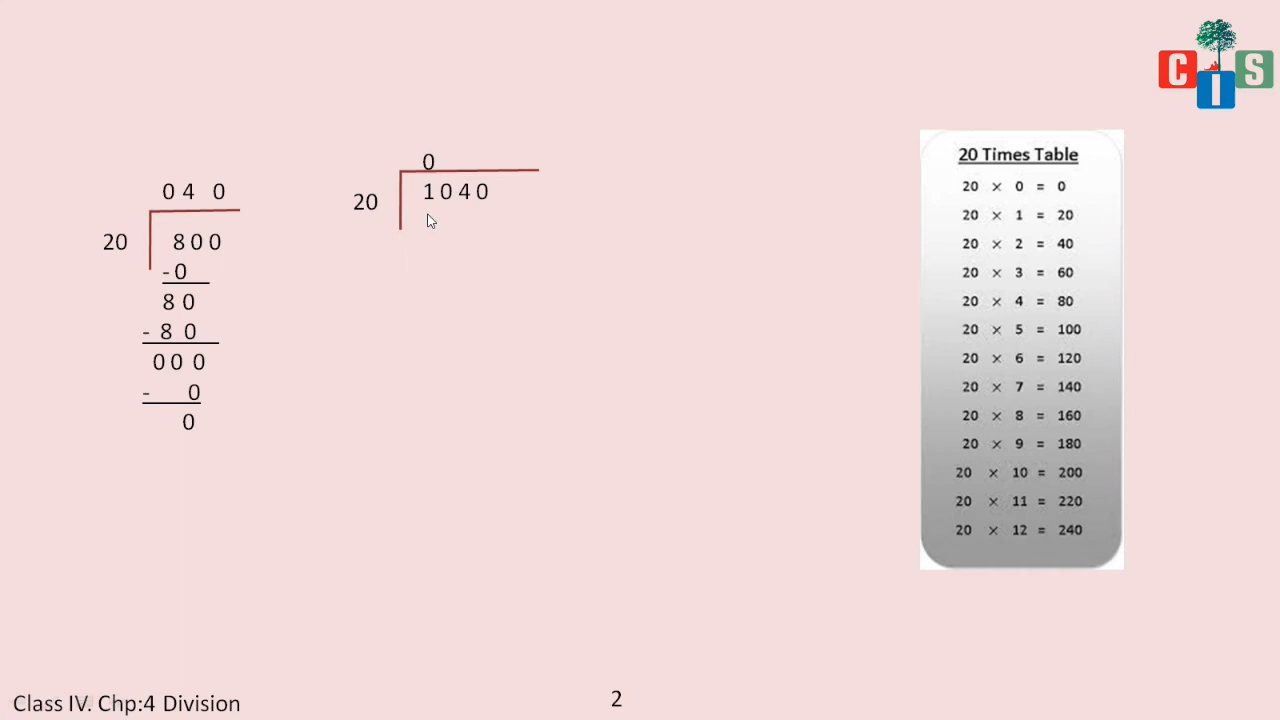 C I S
0 4 0
20 8 0 0
- 0
8 0
- 8 0
0 0 0
- 0
0
0
20 1 0 4 0
20 Times Table
20 × 0 = 0
20 × 1 = 20
20 × 2 = 40
20 × 3 = 60
20 × 4 = 80
20 × 5 = 100
20 × 6 = 120
20 × 7 = 140
20 × 8 = 160
20 × 9 = 180
20 × 10 = 200
20 × 11 = 220
20 × 12 = 240
Class IV. Chp:4 Division
2